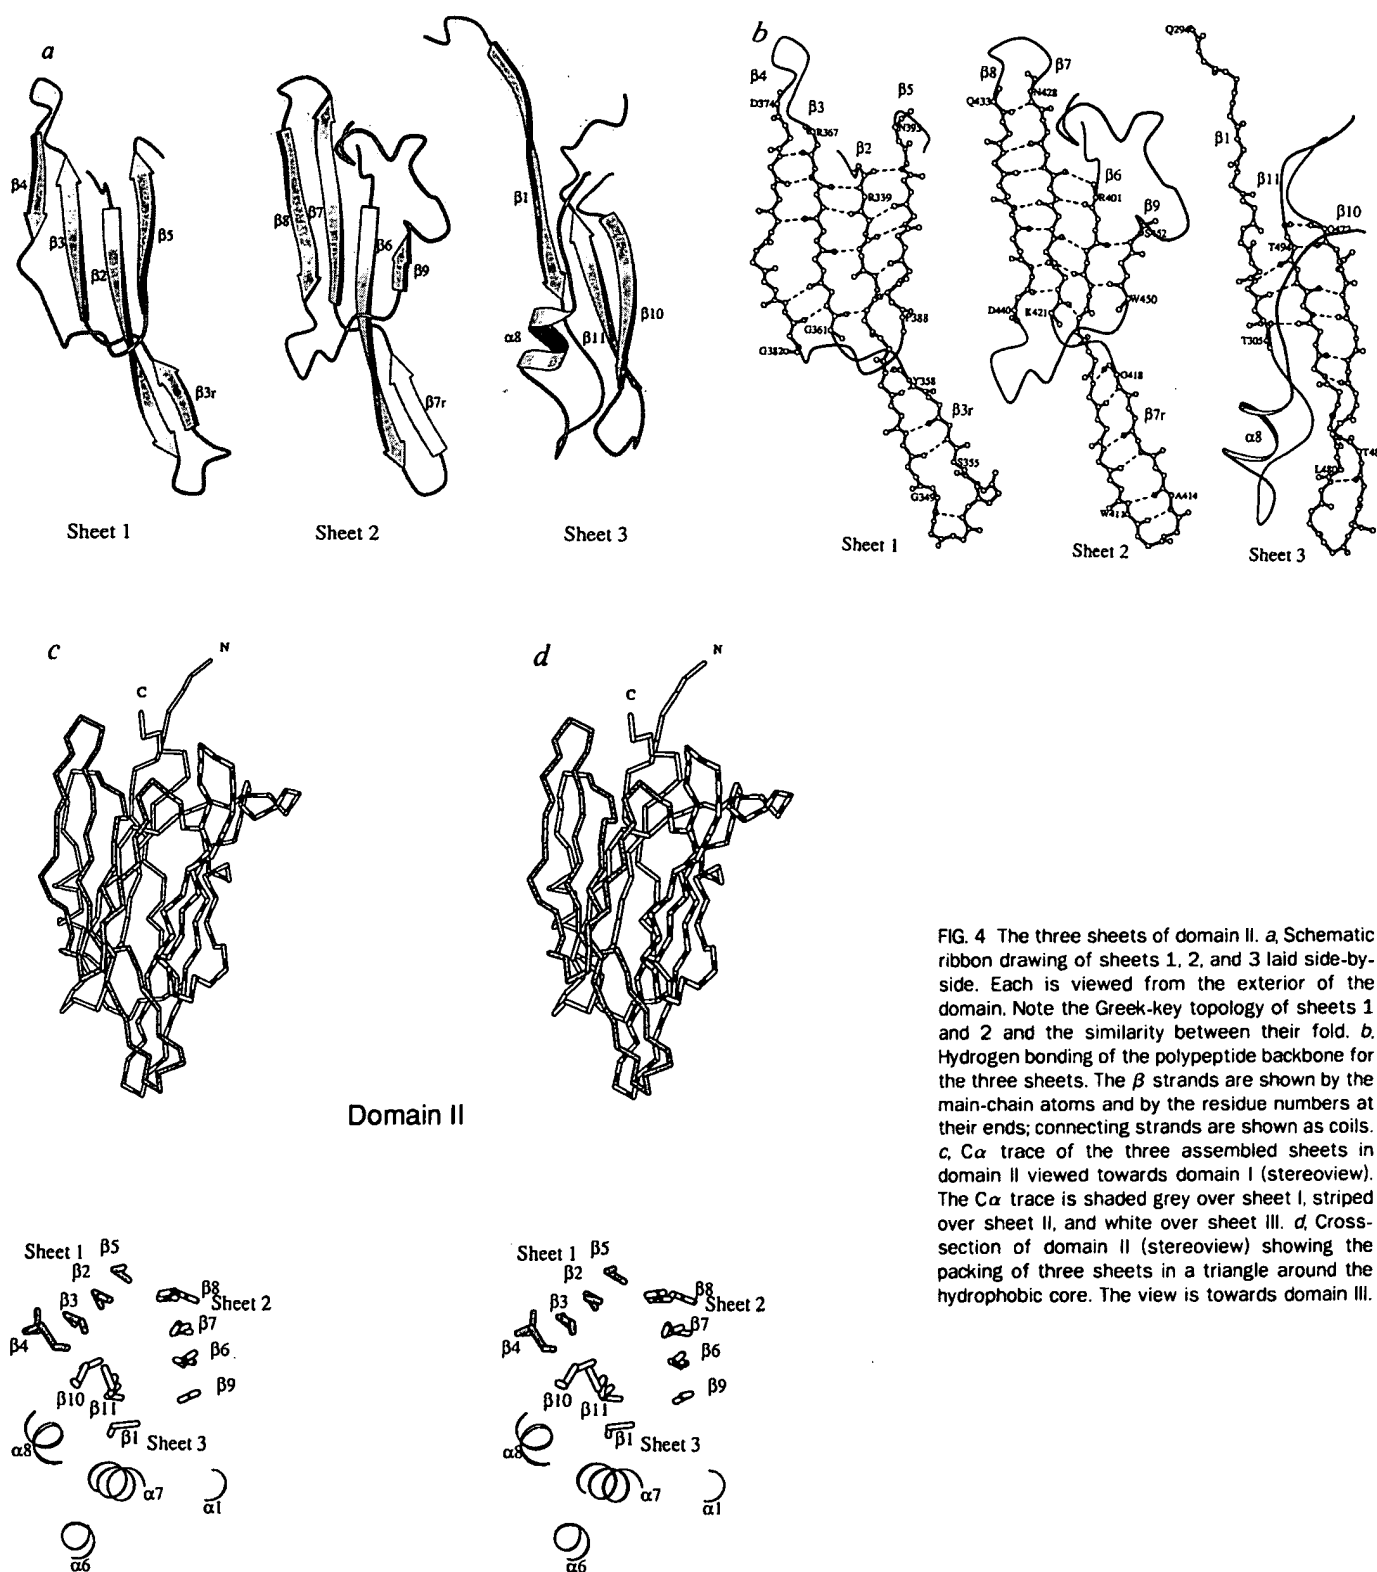 a
β4
β3
β2
β5
β3r
Sheet 1
β8
β7
β6
β9
β7r
Sheet 2
β1
α8
β11
β10
Sheet 3
b
β4
D374
β3
R367
β2
R339
β5
N393
G361
F388
G382
Y358
β3r
S355
G349
Sheet 1
β8
Q433
β7
N428
β6
R401
β9
D440
K421
W450
G418
β7r
A414
W411
Sheet 2
Q294
β1
β11
β10
T494
T305
α8
L480
Sheet 3
c
N
C
d
N
C
Domain II
Sheet 1
β5
β2
β3
β8
Sheet 2
β4
β7
β6
β10
β9
β11
β1
Sheet 3
α8
α7
α1
α6
Sheet 1
β5
β2
β3
β8
Sheet 2
β4
β7
β6
β10
β9
β11
β1
Sheet 3
α8
α7
α1
α6
FIG. 4 The three sheets of domain II. a, Schematic
ribbon drawing of sheets 1, 2, and 3 laid side-by-
side. Each is viewed from the exterior of the
domain. Note the Greek-key topology of sheets 1
and 2 and the similarity between their fold. b,
Hydrogen bonding of the polypeptide backbone for
the three sheets. The β strands are shown by the
main-chain atoms and by the residue numbers at
their ends; connecting strands are shown as coils.
c, Cα trace of the three assembled sheets in
domain II viewed towards domain I (stereoview).
The Cα trace is shaded grey over sheet I, striped
over sheet II, and white over sheet III. d, Cross-
section of domain II (stereoview) showing the
packing of three sheets in a triangle around the
hydrophobic core. The view is towards domain III.